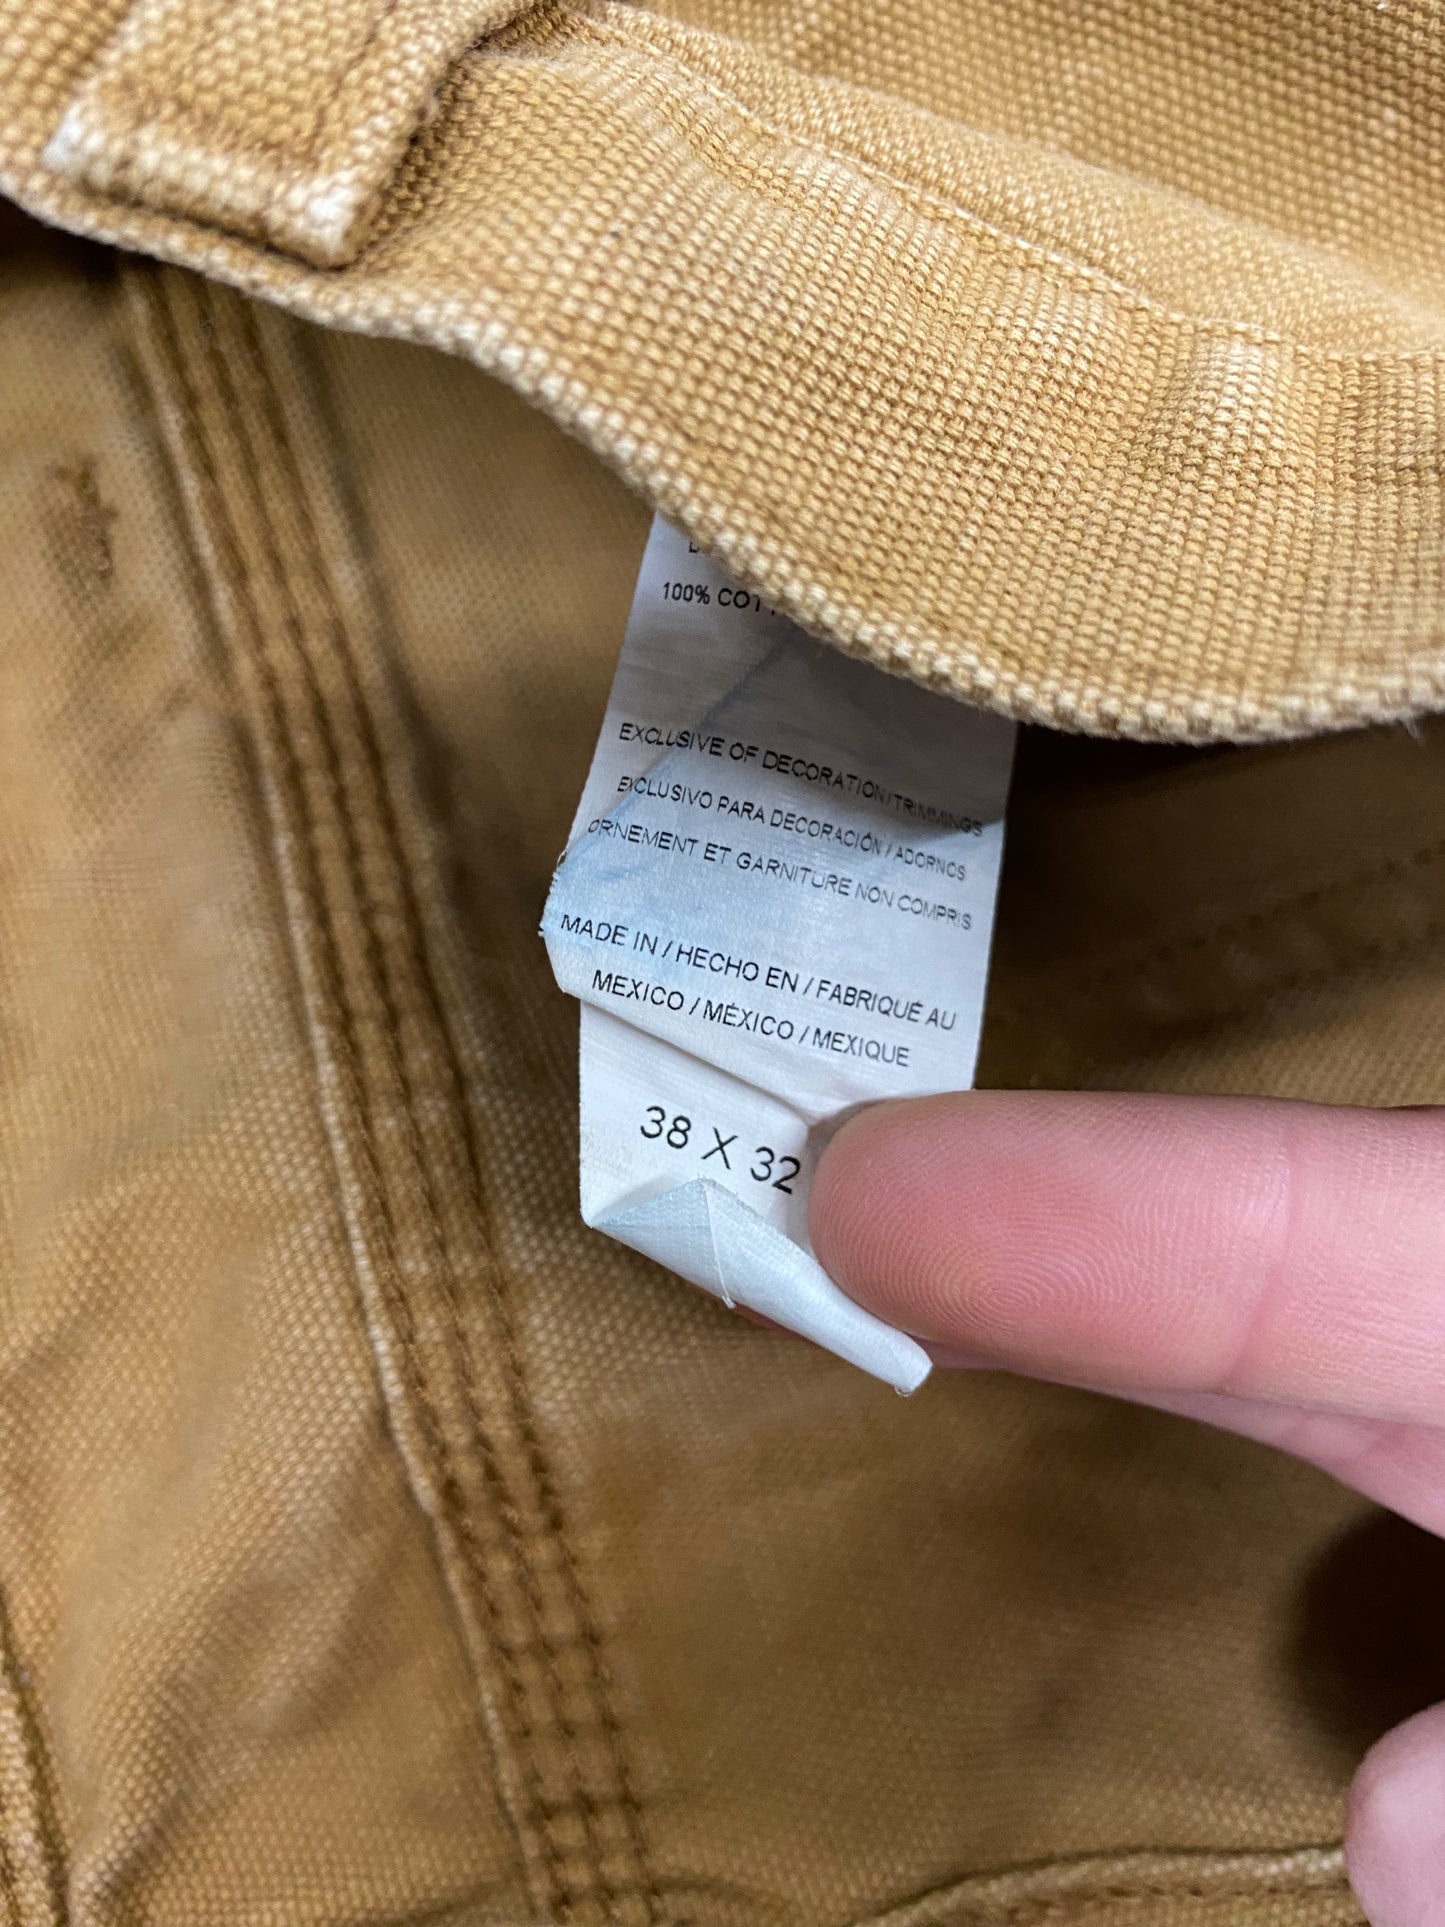 100%
EXCLUSIVE OF DECORATION/TRIMMINGS
EXCLUSIVO PARA DECORACIÓN / ADORNOS
ORNEMENT ET GARNITURE NON COMPRIS
MADE IN / HECHO EN / FABRIQUÉ AU
MEXICO / MÉXICO / MEXIQUE
38 X 32